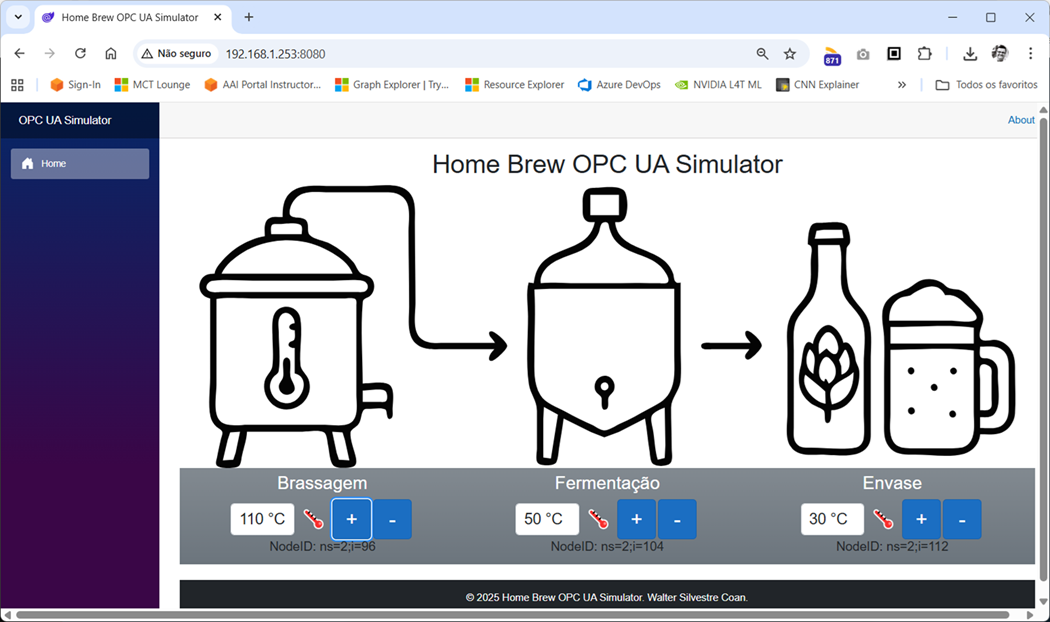 Home Brew OPC UA Simulator
Não seguro
192.168.1.253:8080
871
Sign-In
MCT Lounge
AAI Portal Instructor...
Graph Explorer | Try...
Resource Explorer
Azure DevOps
NVIDIA L4T ML
CNN Explainer
»
Todos os favoritos
OPC UA Simulator
About
Home
Home Brew OPC UA Simulator
Brassagem
Fermentação
Envase
110 °C
+
-
50 °C
+
-
30 °C
+
-
NodeID: ns=2;i=96
NodeID: ns=2;i=104
NodeID: ns=2;i=112
© 2025 Home Brew OPC UA Simulator. Walter Silvestre Coan.